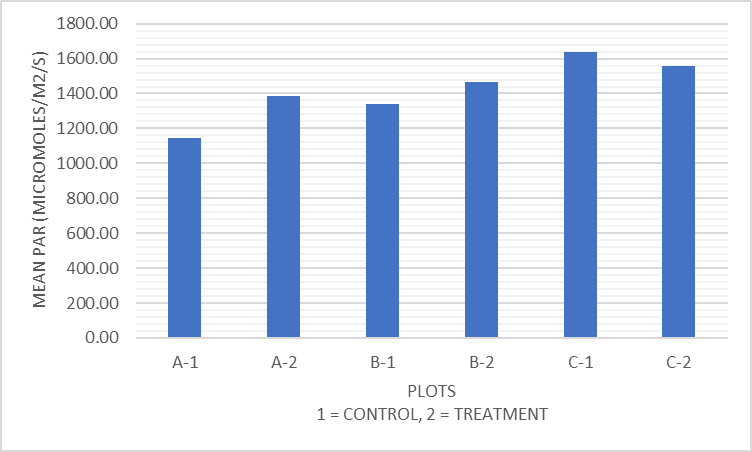 MEAN PAR (MICROMOLES/M2/S)
1800.00
1600.00
1400.00
1200.00
1000.00
800.00
600.00
400.00
200.00
0.00
A-1 A-2 B-1 B-2 C-1 C-2
PLOTS
1 = CONTROL, 2 = TREATMENT